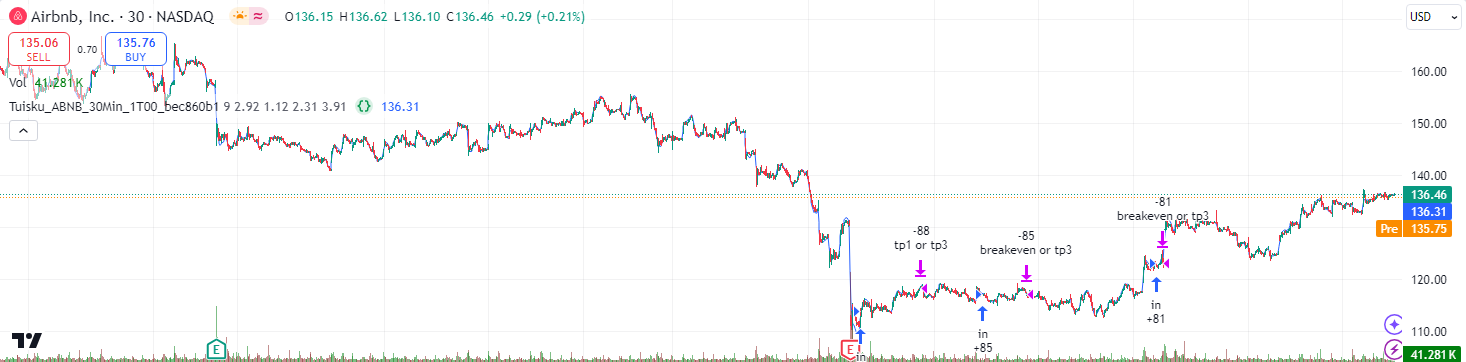 Airbnb, Inc. · 30 · NASDAQ
O136.15 H136.62 L136.10 C136.46 +0.29 (+0.21%)
USD
135.06
SELL
0.70
135.76
BUY
Vol 41.281 K
Tuisku_ABNB_30Min_1T00_bec860b1 9 2.92 1.12 2.31 3.91 {} 136.31
160.00
150.00
140.00
136.46
136.31
Pre 135.75
120.00
110.00
41.281 K
-88
tp1 or tp3
-85
breakeven or tp3
-81
breakeven or tp3
in
in
+85
in
+81
E
E